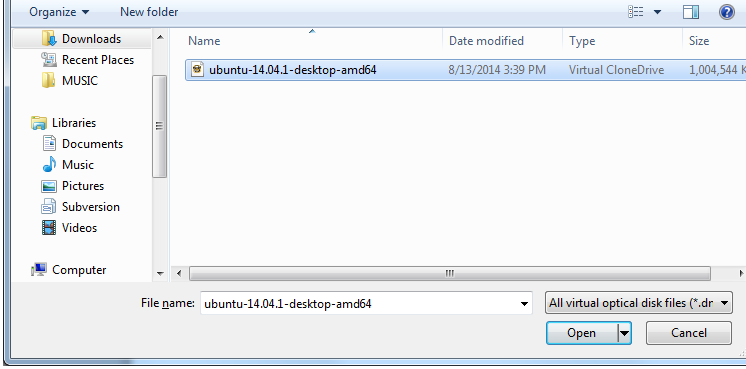 Organize New folder
Downloads
Recent Places
MUSIC
Libraries
Documents
Music
Pictures
Subversion
Videos
Computer
Name Date modified Type Size
ubuntu-14.04.1-desktop-amd64 8/13/2014 3:39 PM Virtual CloneDrive 1,004,544 K
File name: ubuntu-14.04.1-desktop-amd64 All virtual optical disk files (*.dr
Open Cancel